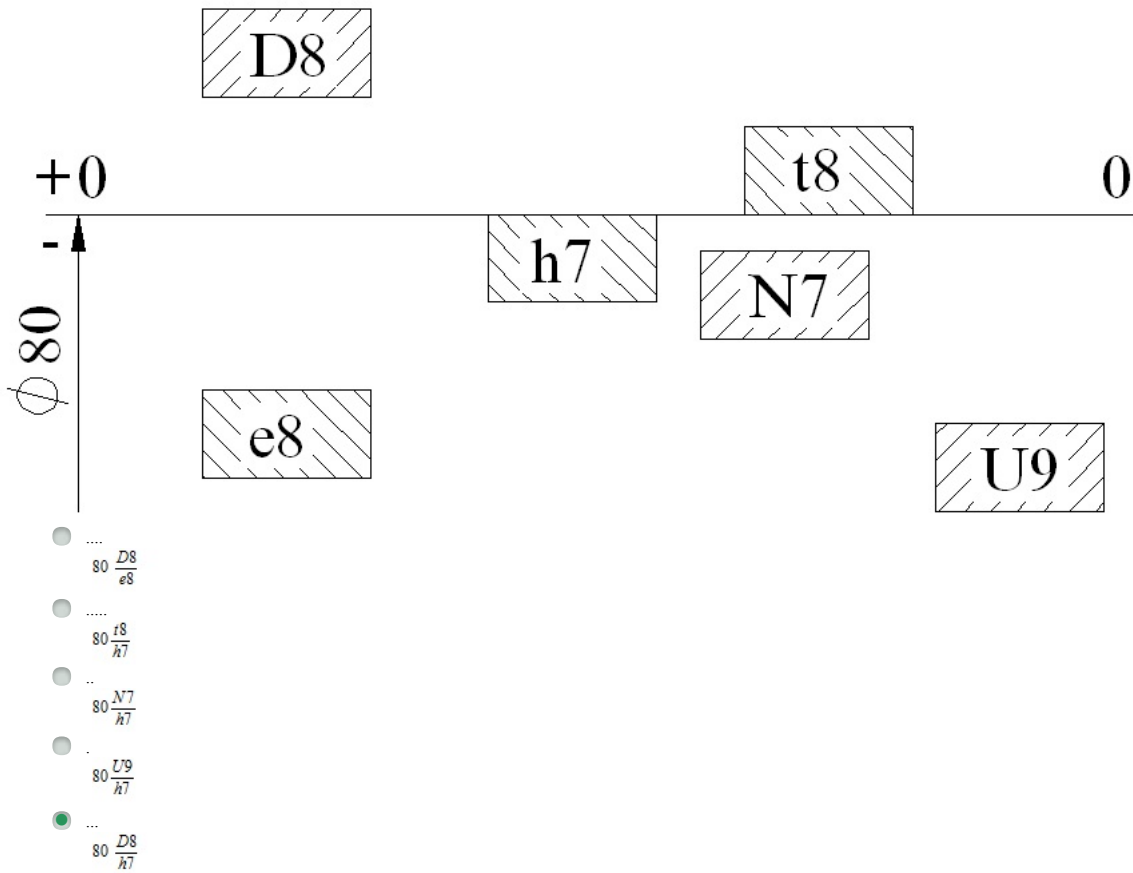 D8
t8
+0 0
-
h7
N7
⌀ 80
e8
U9
....
80 D8/e8
.....
80 t8/h7
..
80 N7/h7
.
80 U9/h7
...
80 D8/h7